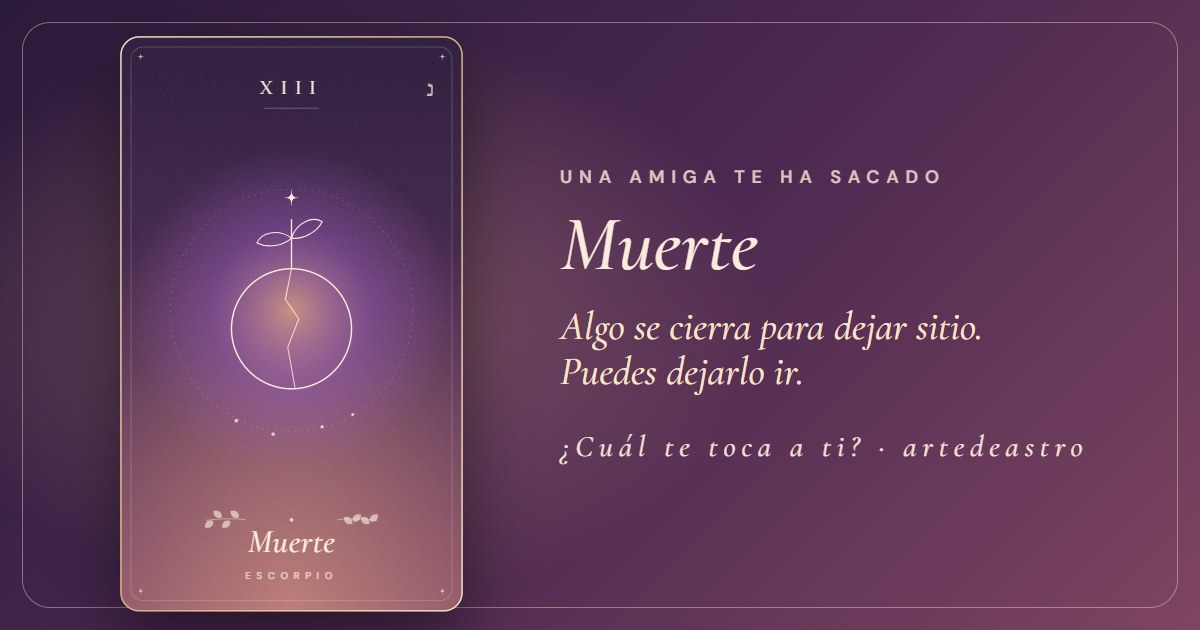 XIII
נ
Muerte
ESCORPIO
UNA AMIGA TE HA SACADO
Muerte
Algo se cierra para dejar sitio.
Puedes dejarlo ir.
¿Cuál te toca a ti? · artedeastro